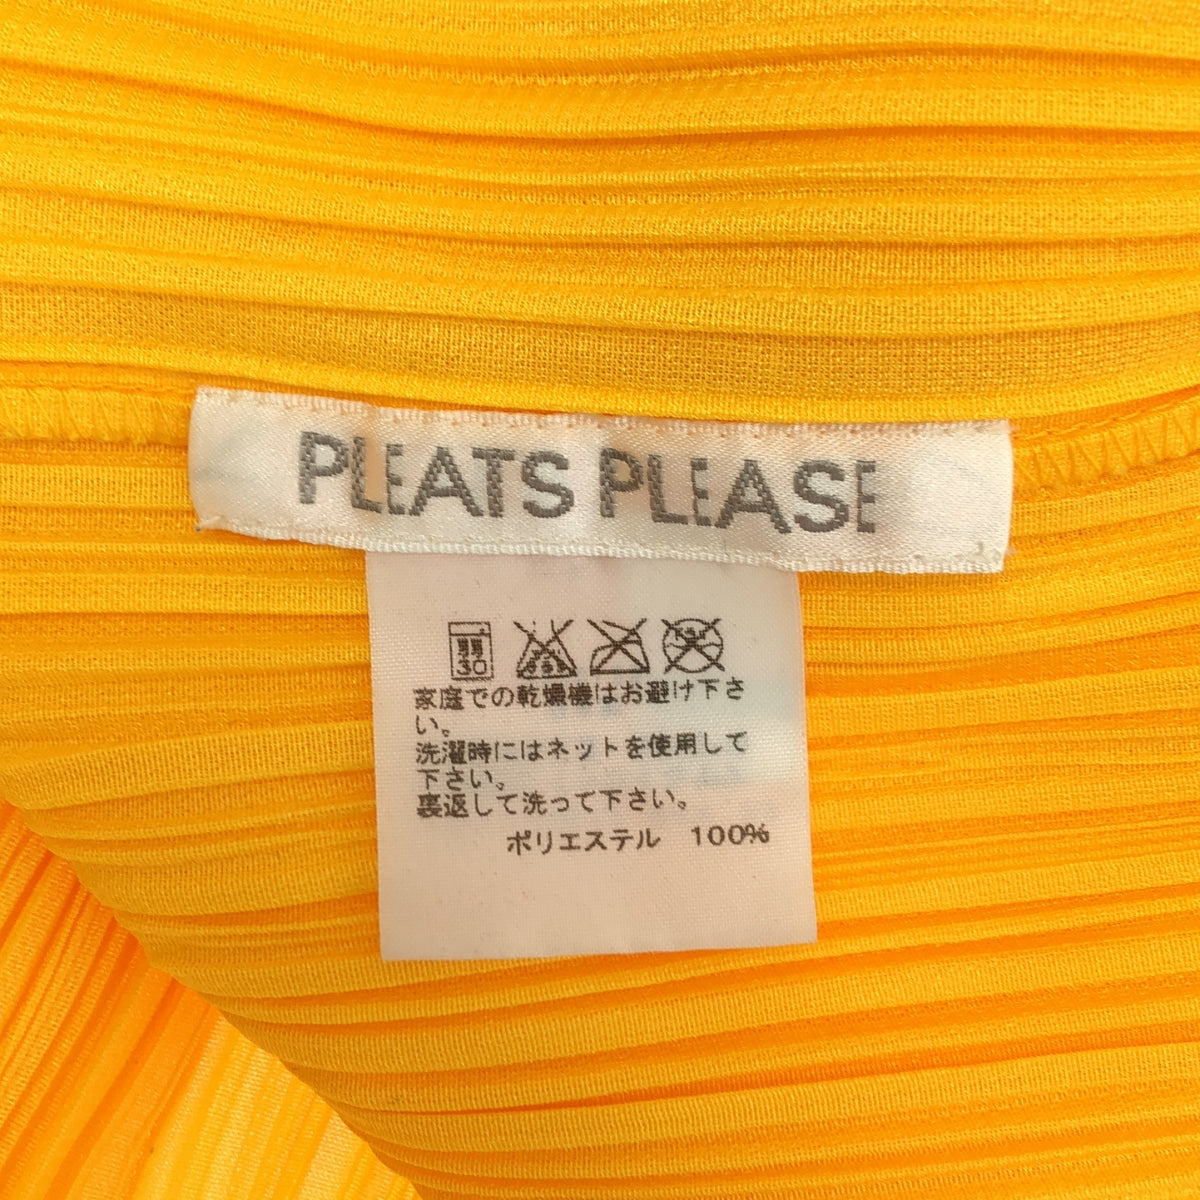 PLEATS PLEASE
弱 30
家庭での乾燥機はお避け下さ
い。
洗濯時にはネットを使用して
下さい。
裏返して洗って下さい。
ポリエステル 100%